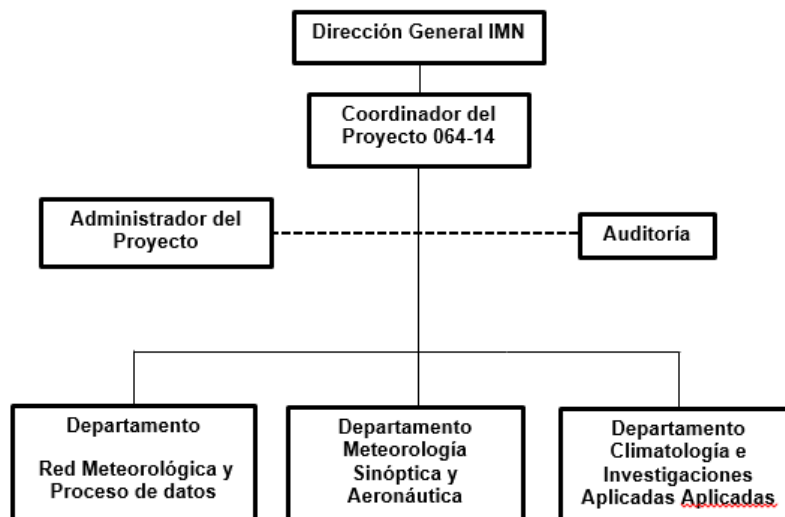 Dirección General IMN
Coordinador del
Proyecto 064-14
Administrador del
Proyecto
Auditoría
Departamento
Red Meteorológica y
Proceso de datos
Departamento
Meteorología
Sinóptica y
Aeronáutica
Departamento
Climatología e
Investigaciones
Aplicadas Aplicadas